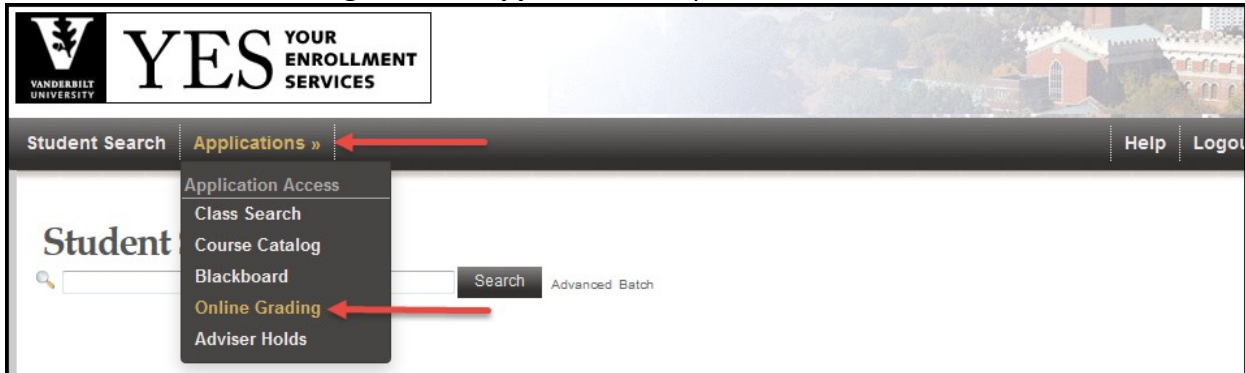 VANDERBILT
UNIVERSITY
YES YOUR
ENROLLMENT
SERVICES
Student Search Applications » Help Logou
Application Access
Class Search
Student
Course Catalog
Blackboard
Search Advanced Batch
Online Grading
Adviser Holds